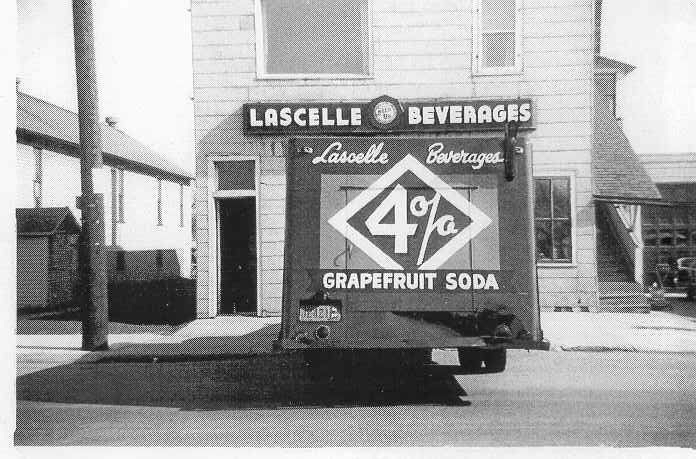 LASCELLE BEVERAGES
Lascelle Beverages
4%
GRAPEFRUIT SODA